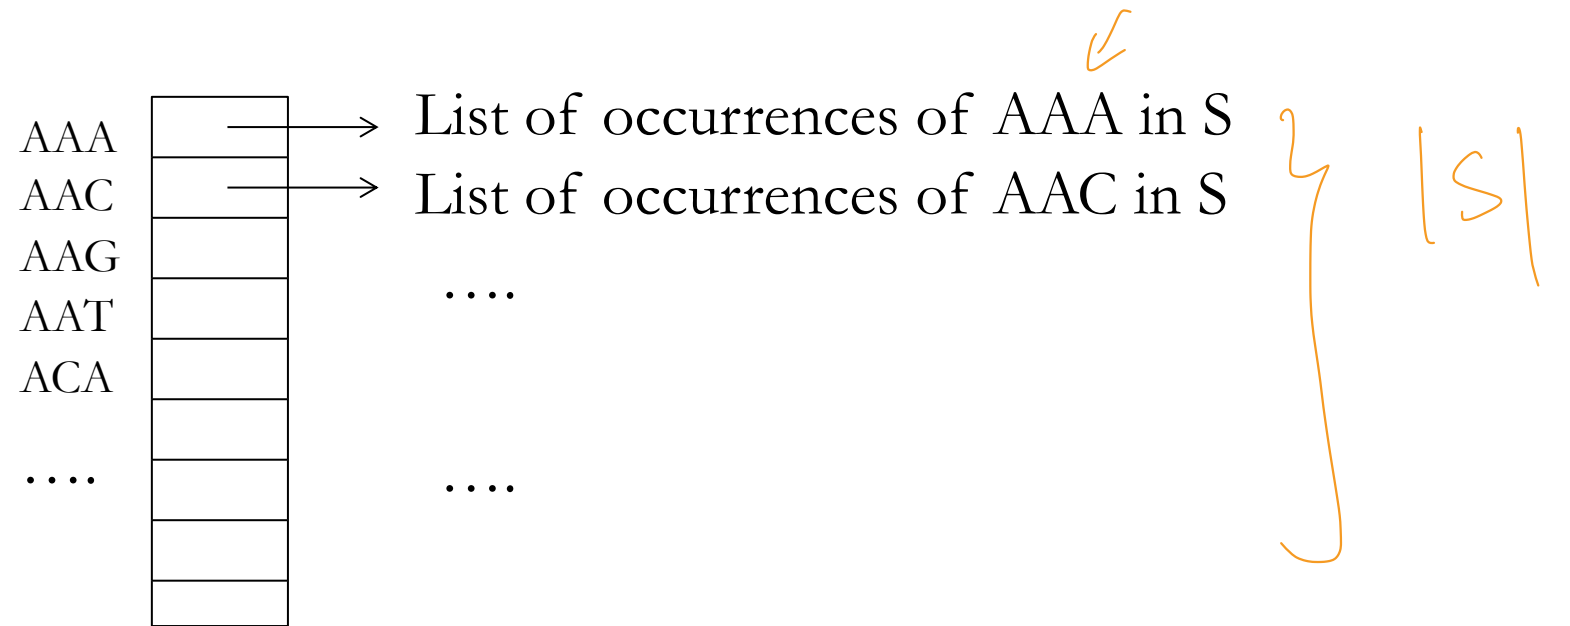 AAA List of occurrences of AAA in S
AAC List of occurrences of AAC in S
|S|
AAG
AAT ....
ACA
.... ....